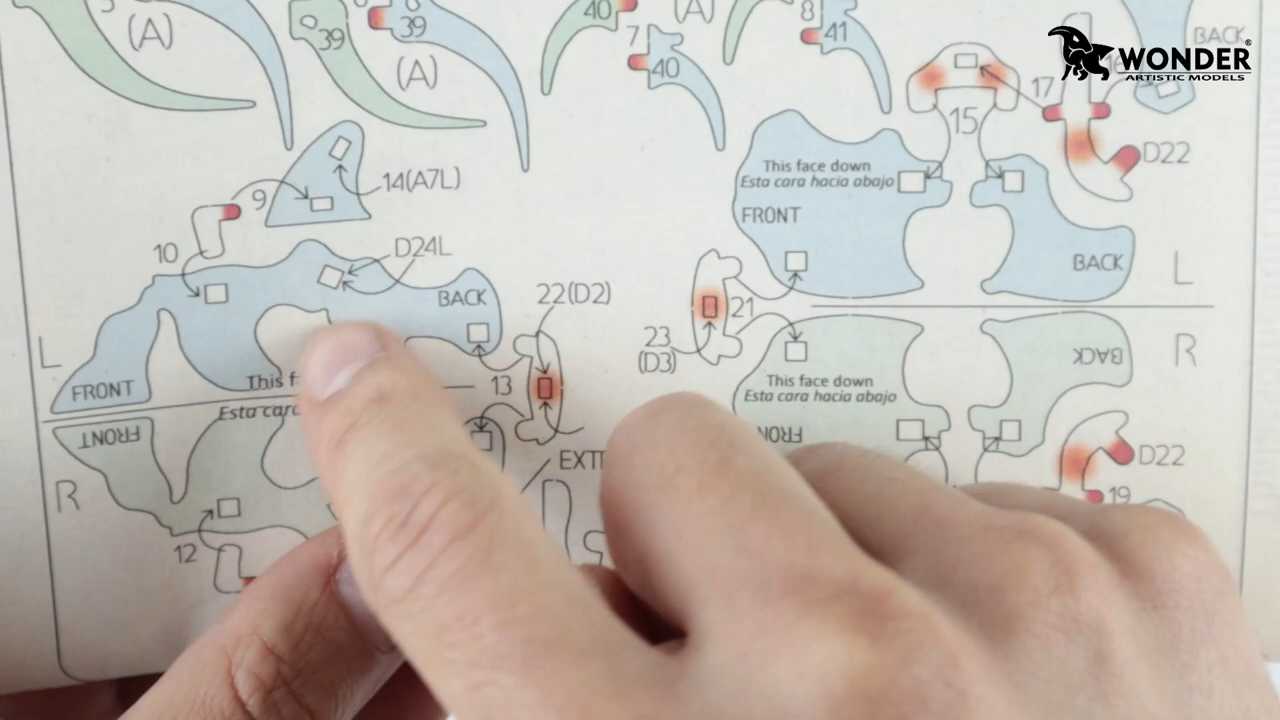 (A)
39
39
(A)
40
7
40
(A)
8
41
BACK
WONDER®
ARTISTIC MODELS
17
15
D22
14(A7L)
9
10
D24L
BACK
L
FRONT
22(D2)
13
This face down
Esta cara hacia abajo
FRONT
BACK
L
21
23
(D3)
R
This face down
Esta cara hacia abajo
FRONT
BACK
R
FRONT
12
D22
19